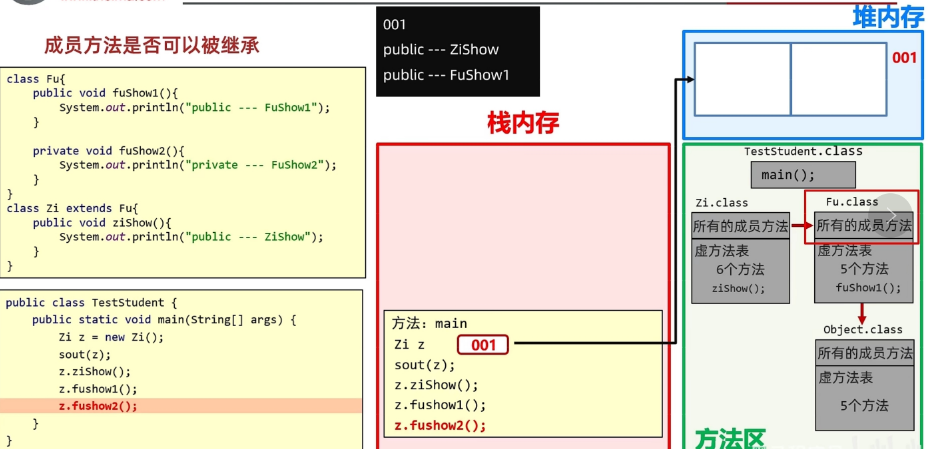 成员方法是否可以被继承
class Fu{
public void fuShow1(){
System.out.println("public --- FuShow1");
}
private void fuShow2(){
System.out.println("private --- FuShow2");
}
}
class Zi extends Fu{
public void ziShow(){
System.out.println("public --- ZiShow");
}
}
public class TestStudent {
public static void main(String[] args) {
Zi z = new Zi();
sout(z);
z.ziShow();
z.fushow1();
z.fushow2();
}
}
001
public --- ZiShow
public --- FuShow1
栈内存
方法：main
Zi z 001
sout(z);
z.ziShow();
z.fushow1();
z.fushow2();
堆内存
001
TestStudent.class
main();
Zi.class
所有的成员方法
虚方法表
6个方法
ziShow();
Fu.class
所有的成员方法
虚方法表
5个方法
fuShow1();
Object.class
所有的成员方法
虚方法表
5个方法
方法区